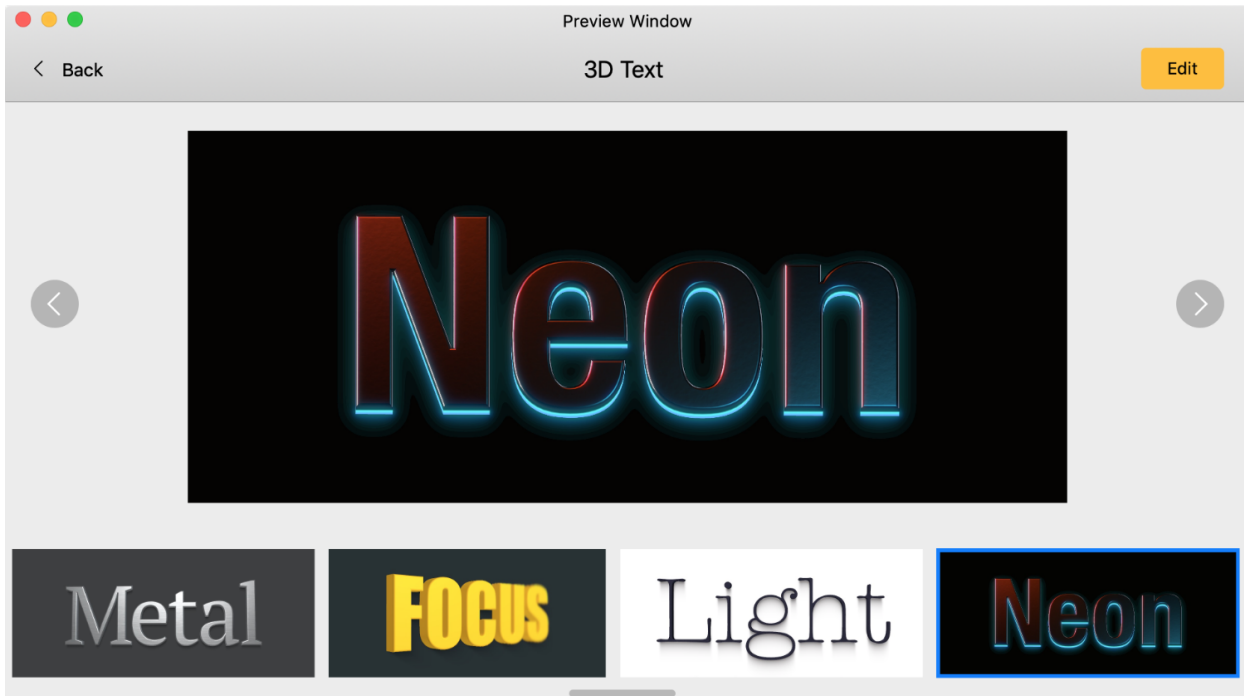 Preview Window
Back
3D Text
Edit
Neon
Metal
FOCUS
Light
Neon